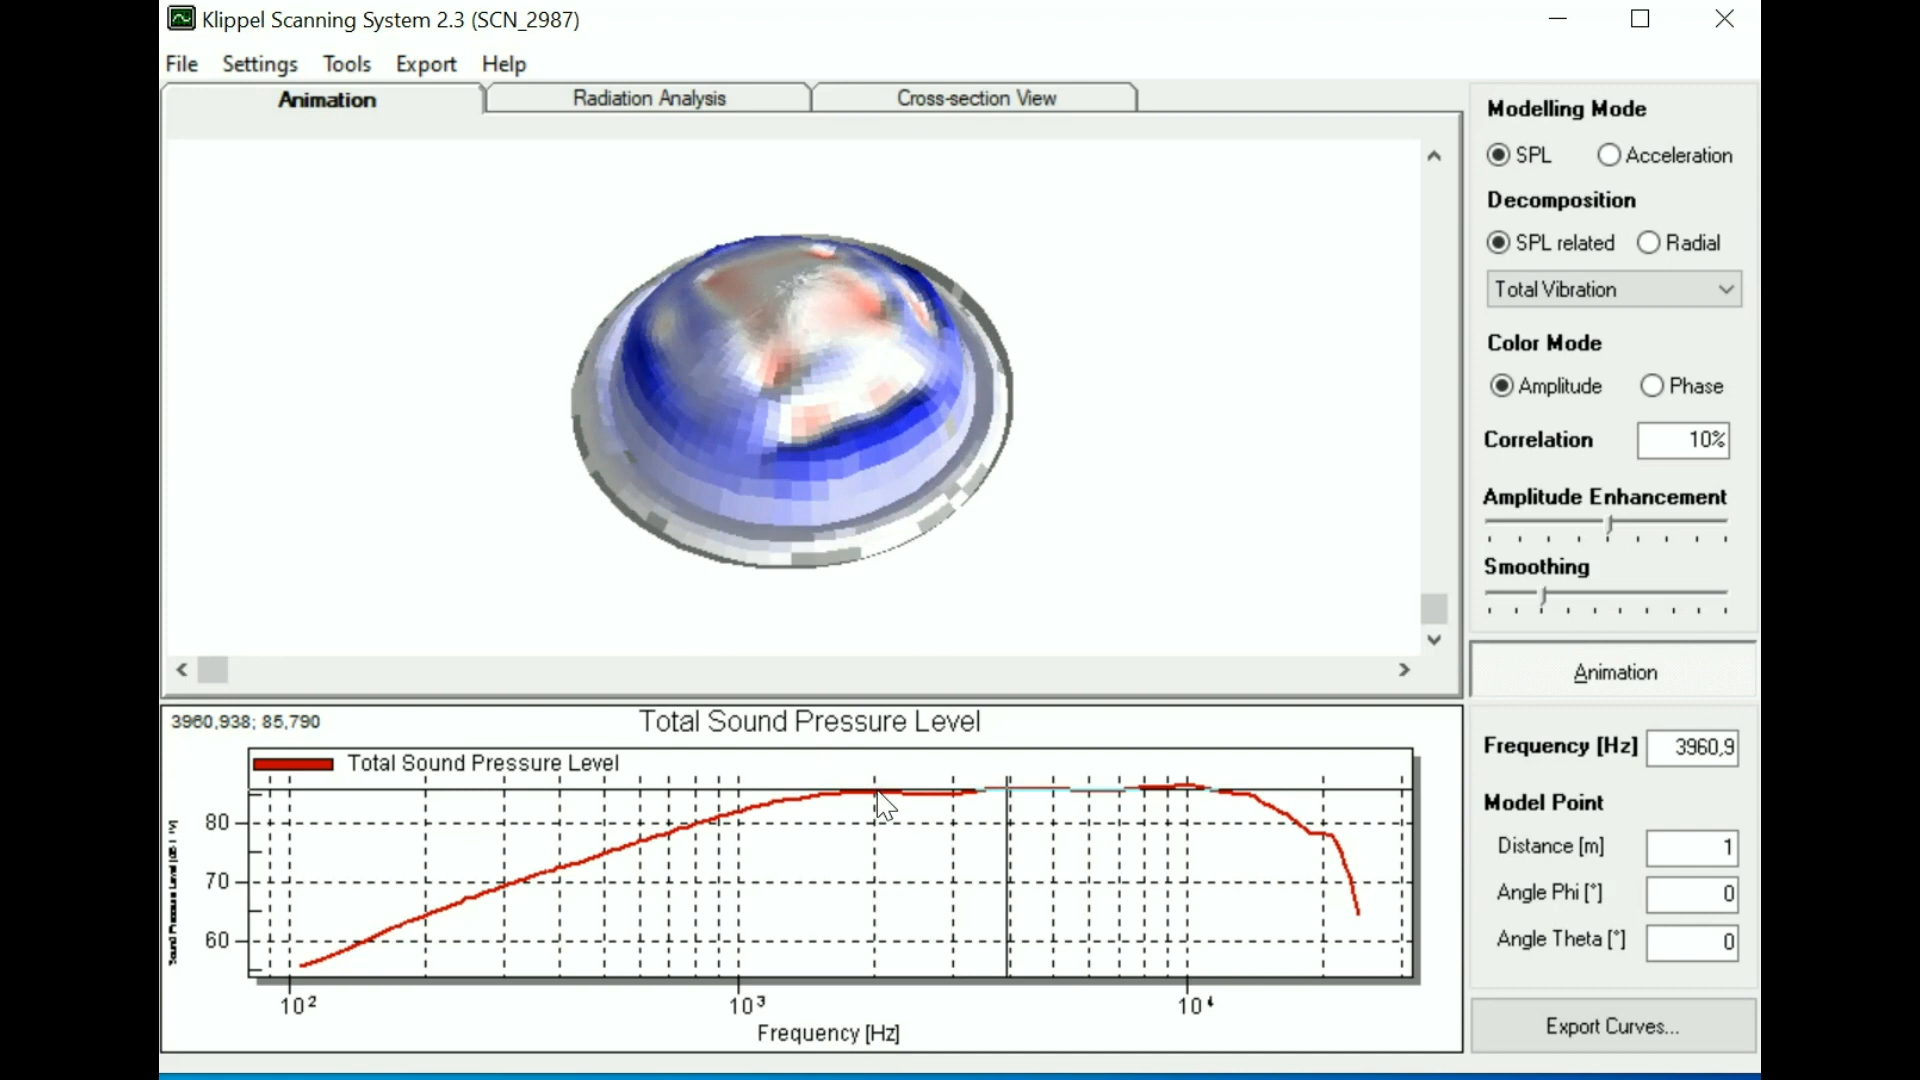 Klippel Scanning System 2.3 (SCN_2987)
File Settings Tools Export Help
Animation Radiation Analysis Cross-section View
Modelling Mode
SPL Acceleration
Decomposition
SPL related Radial
Total Vibration
Color Mode
Amplitude Phase
Correlation 10%
Amplitude Enhancement
Smoothing
Animation
3960,938; 85,790
Total Sound Pressure Level
Total Sound Pressure Level
80
70
60
10² 10³ 10⁴
Frequency [Hz]
Frequency [Hz] 3960,9
Model Point
Distance [m] 1
Angle Phi [°] 0
Angle Theta [°] 0
Export Curves...